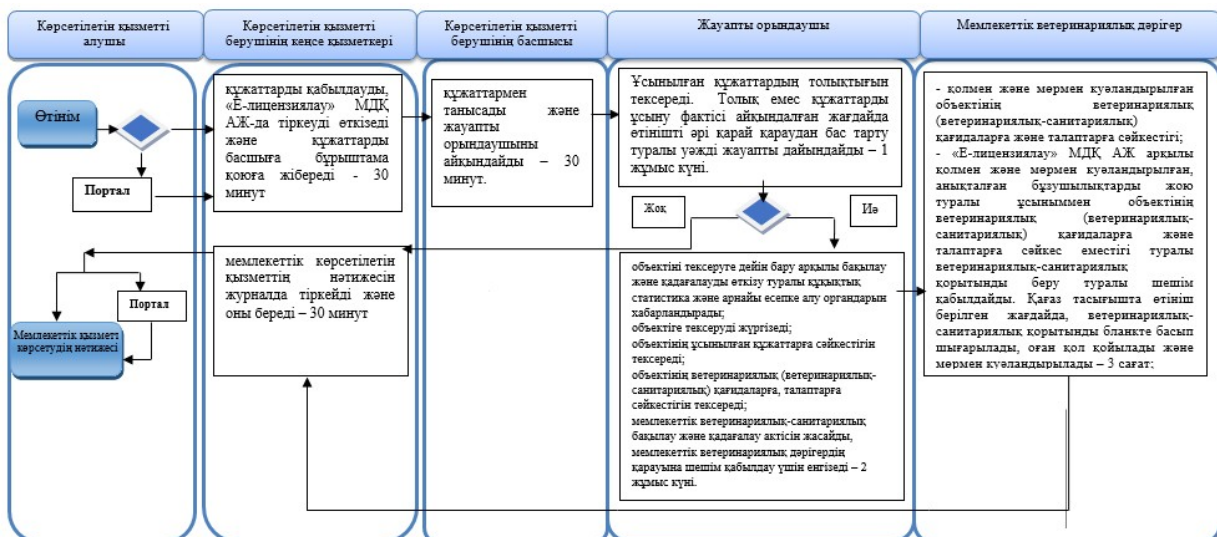 Көрсетілетін қызметті
алушы
Көрсетілетін қызметті
берушінің кеңсе қызметкері
Көрсетілетін қызметті
берушінің басшысы
Жауапты орындаушы
Мемлекеттік ветеринариялық дәрігер
Өтінім
Портал
құжаттарды қабылдауды,
«Е-лицензиялау» МДҚ
АЖ-да тіркеуді өткізеді
және құжаттарды
басшыға бұрыштама
қоюға жібереді - 30
минут
құжаттармен
танысады және
жауапты
орындаушыны
айқындайды – 30
минут.
Ұсынылған құжаттардың толықтығын
тексереді. Толық емес құжаттарды
ұсыну фактісі айқындалған жағдайда
өтінішті әрі қарай қараудан бас тарту
туралы уәжді жауапты дайындайды – 1
жұмыс күні.
Жоқ
Иә
- қолмен және мөрмен куәландырылған
объектінің ветеринариялық
(ветеринариялық-санитариялық)
қағидаларға және талаптарға сәйкестігі;
- «Е-лицензиялау» МДҚ АЖ арқылы
қолмен және мөрмен куәландырылған,
анықталған бұзушылықтарды жою
туралы ұсыныммен объектінің
ветеринариялық (ветеринариялық-
санитариялық) қағидаларға және
талаптарға сәйкес еместігі туралы
ветеринариялық-санитариялық
қорытынды беру туралы шешім
қабылдайды. Қағаз тасығышта өтініш
берілген жағдайда, ветеринариялық-
санитариялық қорытынды бланкте басып
шығарылады, оған қол қойылады және
мөрмен куәландырылады – 3 сағат;
объектіні тексеруге дейін бару арқылы бақылау
және қадағалауды өткізу туралы құқықтық
статистика және арнайы есепке алу органдарын
хабарландырады;
объектіге тексеруді жүргізеді;
объектінің ұсынылған құжаттарға сәйкестігін
тексереді;
объектінің ветеринариялық (ветеринариялық-
санитариялық) қағидаларға, талаптарға
сәйкестігін тексереді;
мемлекеттік ветеринариялық-санитариялық
бақылау және қадағалау актісін жасайды,
мемлекеттік ветеринариялық дәрігердің
қарауына шешім қабылдау үшін енгізеді – 2
жұмыс күні.
мемлекеттік көрсетілетін
қызметтің нәтижесін
журналда тіркейді және
оны береді – 30 минут
Портал
Мемлекеттік қызметі
көрсетудің нәтижесі